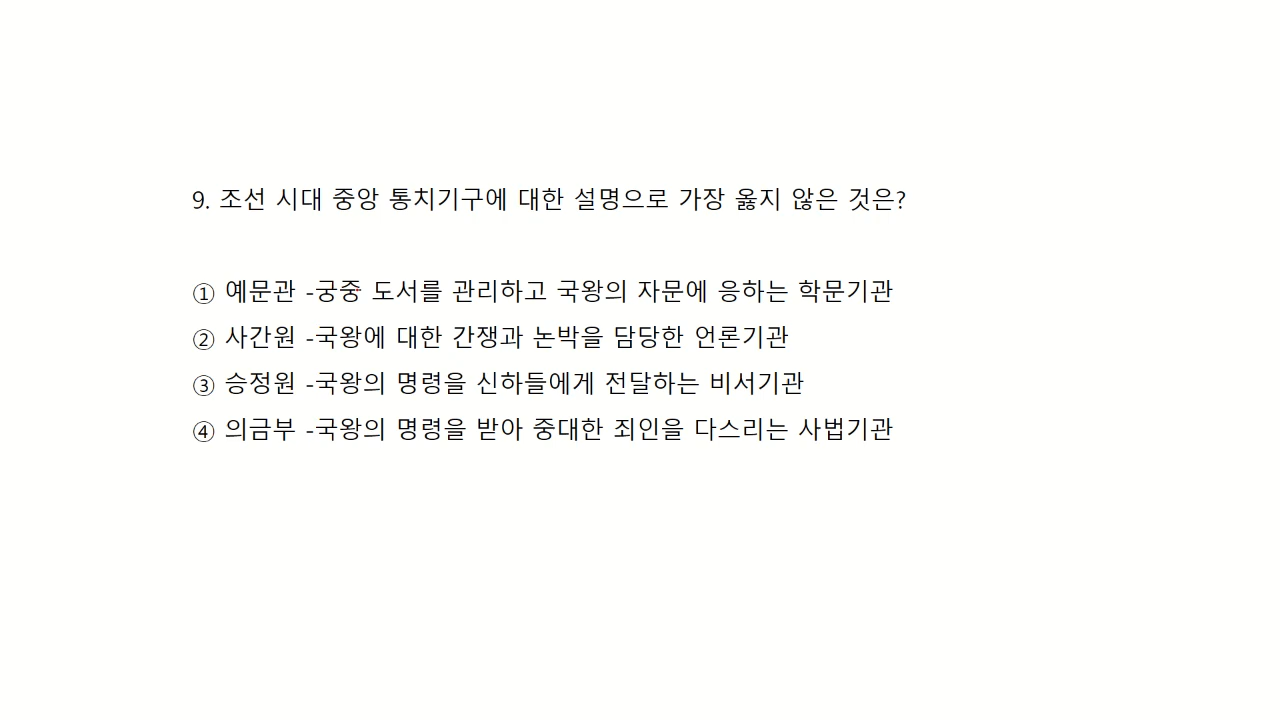 9. 조선 시대 중앙 통치기구에 대한 설명으로 가장 옳지 않은 것은?
① 예문관 -궁중 도서를 관리하고 국왕의 자문에 응하는 학문기관
② 사간원 -국왕에 대한 간쟁과 논박을 담당한 언론기관
③ 승정원 -국왕의 명령을 신하들에게 전달하는 비서기관
④ 의금부 -국왕의 명령을 받아 중대한 죄인을 다스리는 사법기관